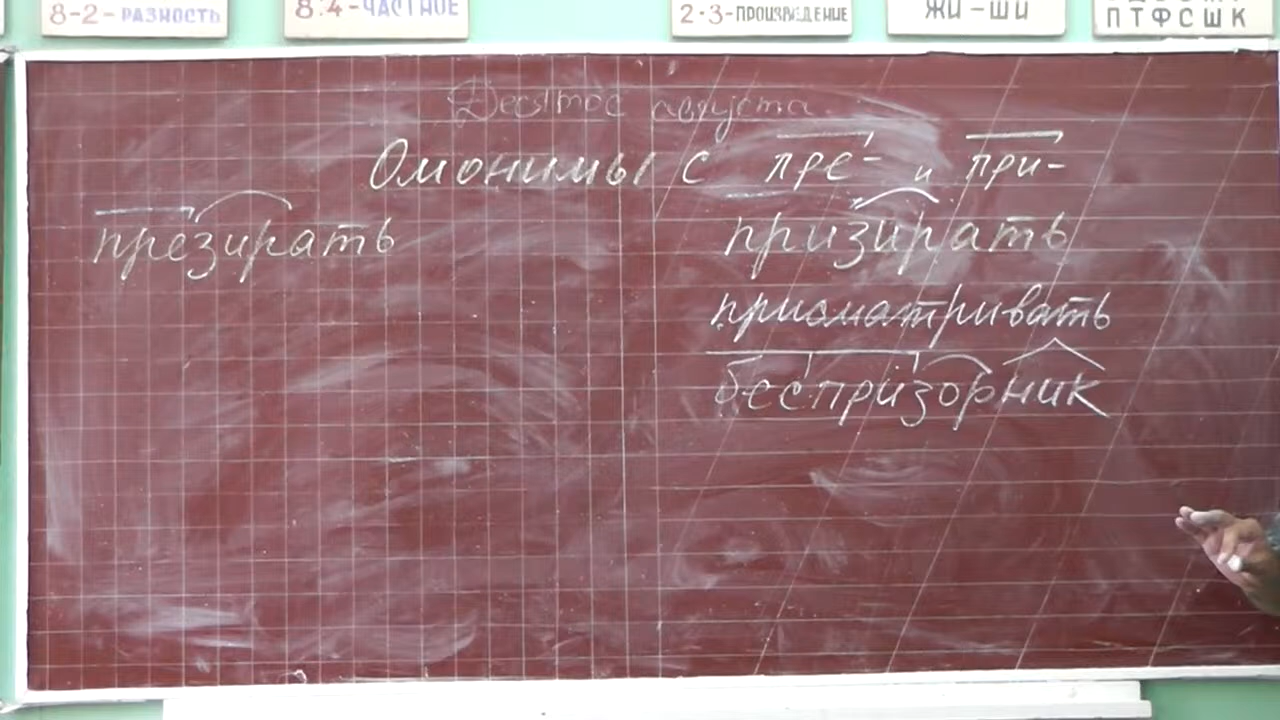 8-2-РАЗНОСТЬ
8:4-ЧАСТНОЕ
2·3-ПРОИЗВЕДЕНИЕ
ЖИ-ШИ
П Т Ф С Ш К
Десятое августа.
Омонимы с пре- и при-
презирать
призирать
присматривать
беспризорник